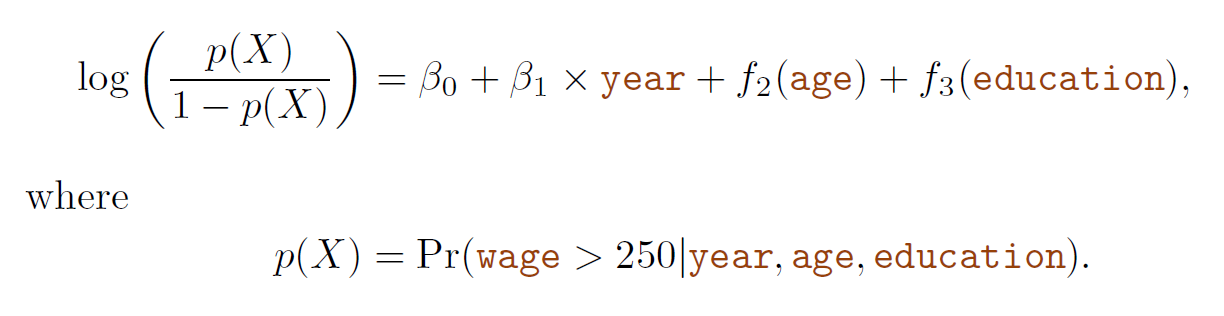 log ( p(X) / (1 − p(X)) ) = β₀ + β₁ × year + f₂(age) + f₃(education),
where
p(X) = Pr(wage > 250|year, age, education).